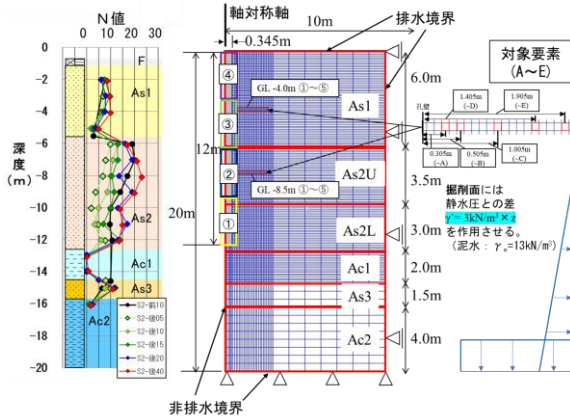 N値
0
10
20
30
40
0
-2
-4
-6
-8
-10
-12
-14
-16
-18
-20
深度
(m)
F
As1
As2
Ac1
As3
Ac2
S2-前10
S2-後05
S2-後10
S2-後15
S2-後20
S2-後40
軸対称軸
10m
排水境界
0.345m
④
GL -4.0m ①～⑤
③
12m
②
GL -8.5m ①～⑤
①
20m
As1
As2U
As2L
Ac1
As3
Ac2
6.0m
3.5m
3.0m
2.0m
1.5m
4.0m
非排水境界
対象要素
(A～E)
孔壁
1.405m
(～D)
1.905m
(～E)
0.305m
(～A)
0.505m
(～B)
1.005m
(～C)
掘削面には
静水圧との差
γ'= 3kN/m³ × z
を作用させる。
(泥水：γₙ=13kN/m³)